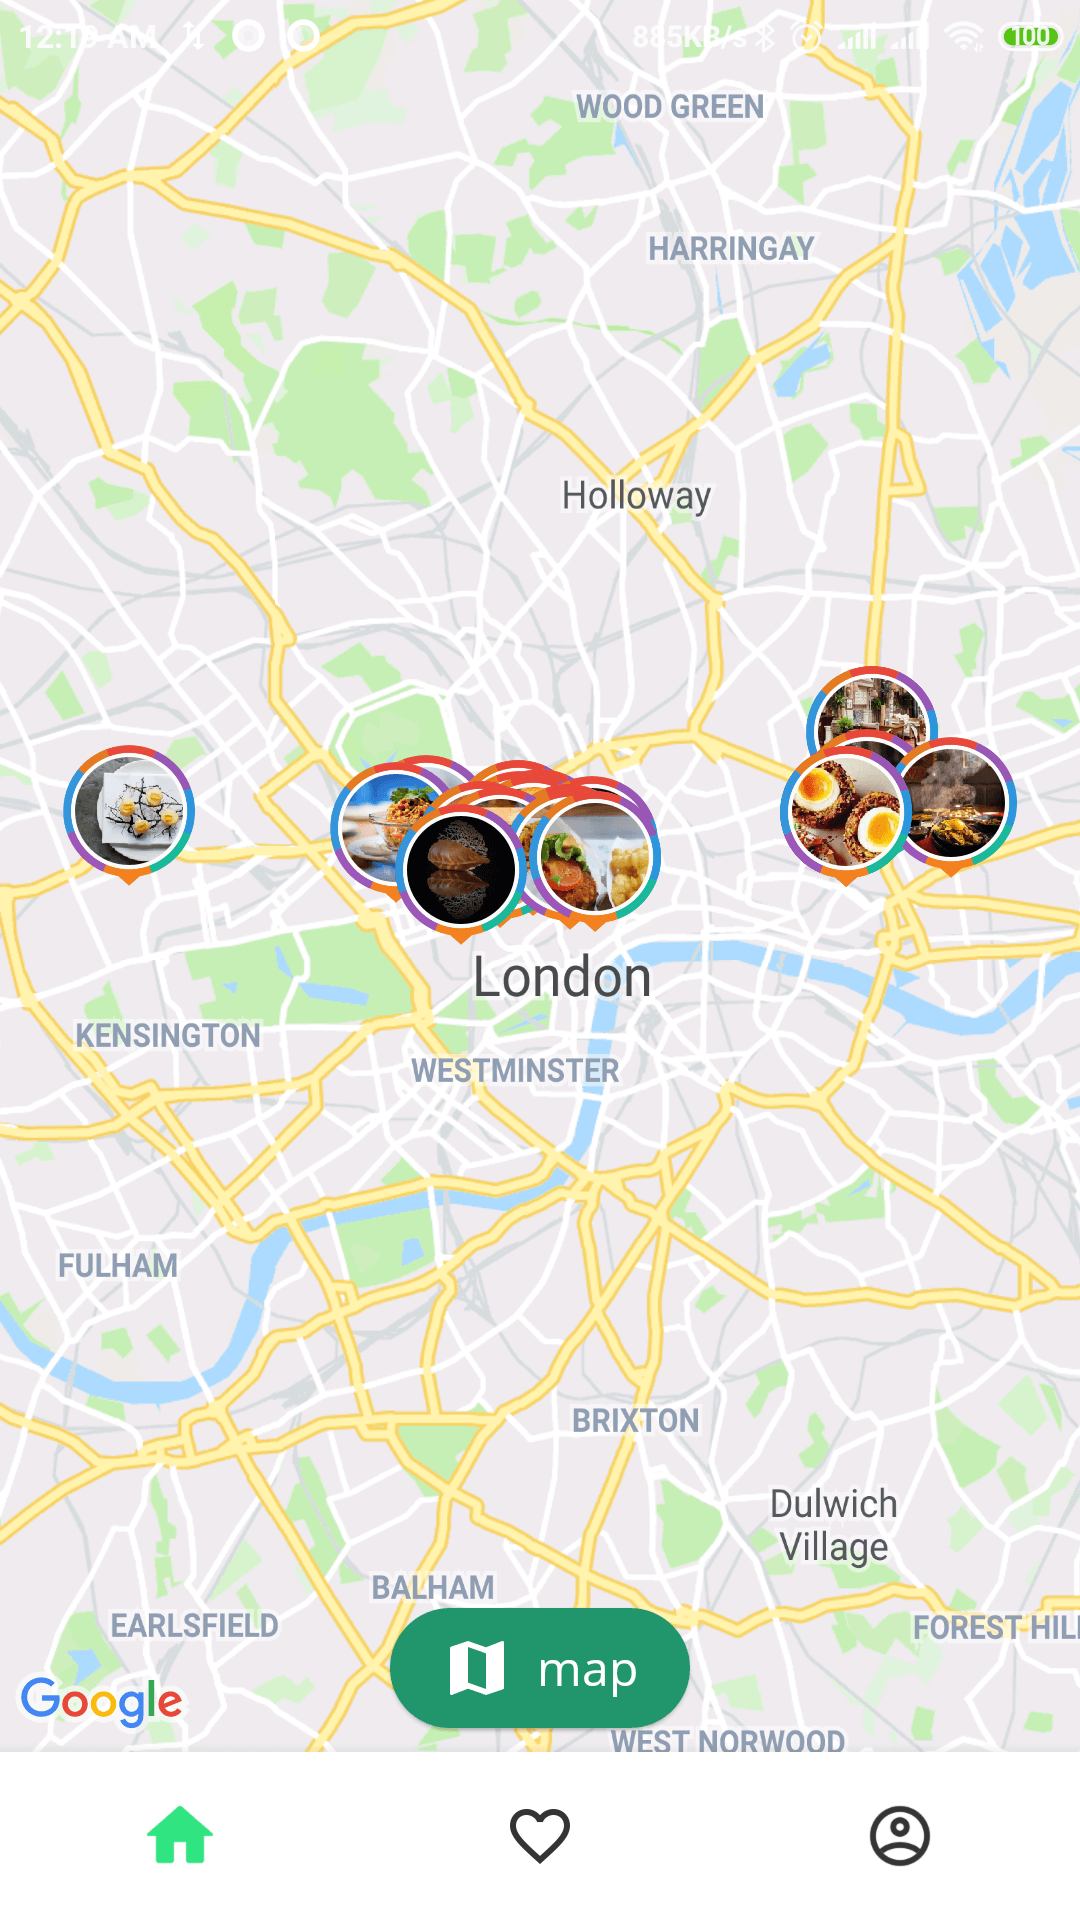 12:19 AM
885KB/s
100
WOOD GREEN
HARRINGAY
Holloway
London
KENSINGTON
WESTMINSTER
FULHAM
BRIXTON
Dulwich
Village
BALHAM
EARLSFIELD
FOREST HIL
Google
map
WEST NORWOOD